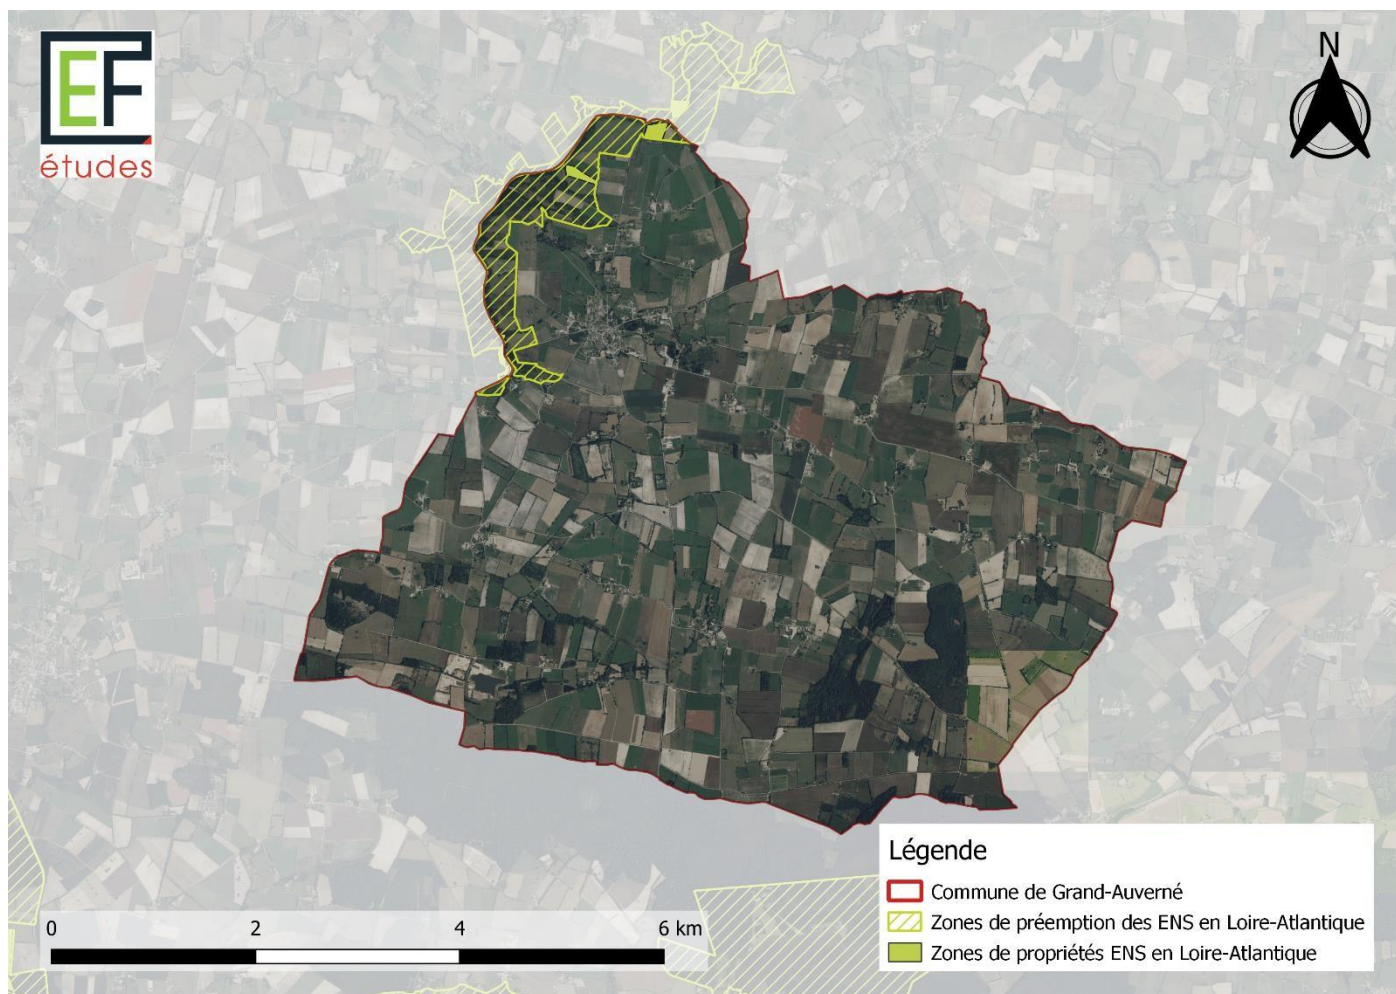 EF
études
N
Légende
Commune de Grand-Auverné
Zones de préemption des ENS en Loire-Atlantique
Zones de propriétés ENS en Loire-Atlantique
0 2 4 6 km